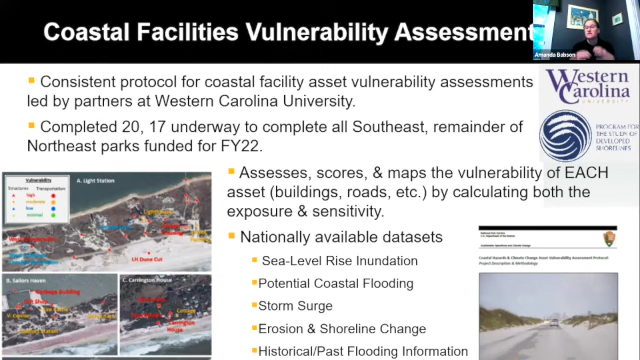 Coastal Facilities Vulnerability Assessment
Amanda Babson
Consistent protocol for coastal facility asset vulnerability assessments
led by partners at Western Carolina University.
Completed 20, 17 underway to complete all Southeast, remainder of
Northeast parks funded for FY22.
Western
Carolina
UNIVERSITY
PROGRAM FOR
THE STUDY OF
DEVELOPED
SHORELINES
Assesses, scores, & maps the vulnerability of EACH
asset (buildings, roads, etc.) by calculating both the
exposure & sensitivity.
Nationally available datasets
Sea-Level Rise Inundation
Potential Coastal Flooding
Storm Surge
Erosion & Shoreline Change
Historical/Past Flooding Information
Vulnerability
Structures Transportation
high
moderate
low
minimal
A. Light Station
LH Dune Cut
B. Sailors Haven
C. Carrington House
Carrington
House
Coastal Hazards & Climate Change Asset Vulnerability Assessment Protocol:
Project Description & Methodology